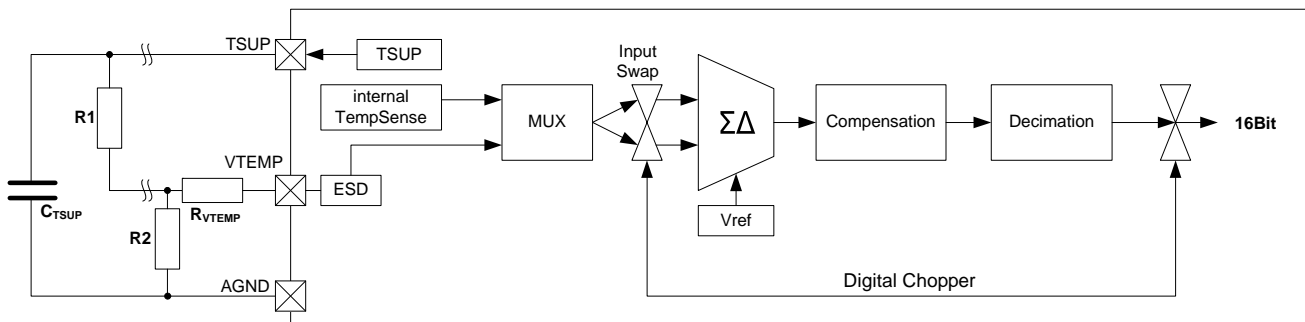 TSUP
TSUP
Input
Swap
internal
TempSense
R1
MUX
ΣΔ
Compensation
Decimation
16Bit
VTEMP
ESD
CTSUP
RVTEMP
R2
Vref
AGND
Digital Chopper